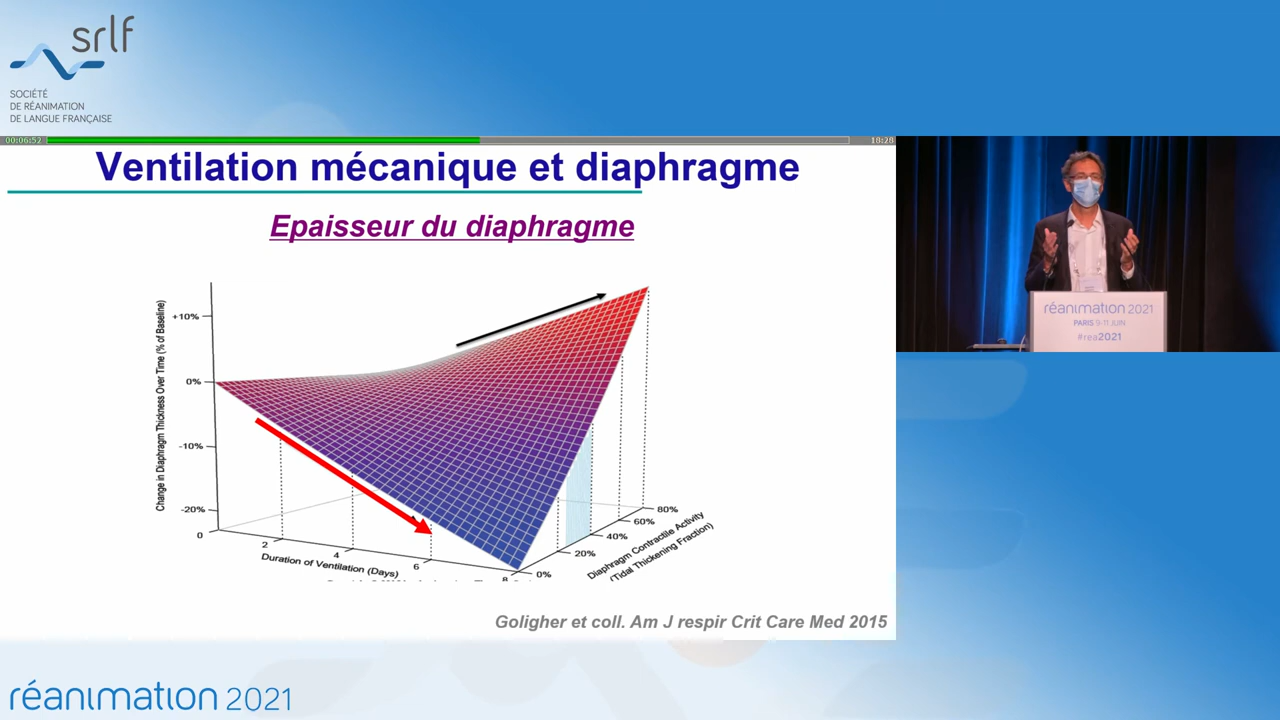 srlf
SOCIÉTÉ
DE RÉANIMATION
DE LANGUE FRANÇAISE
00:06:52
18:28
Ventilation mécanique et diaphragme
Epaisseur du diaphragme
Change in Diaphragm Thickness Over Time (% of Baseline)
+10%
0%
-10%
-20%
0
2
4
6
8
Duration of Ventilation (Days)
0%
20%
40%
60%
80%
Diaphragm Contractile Activity
(Tidal Thickening Fraction)
Goligher et coll. Am J respir Crit Care Med 2015
réanimation 2021
PARIS 9-11 JUIN
#rea2021
réanimation 2021